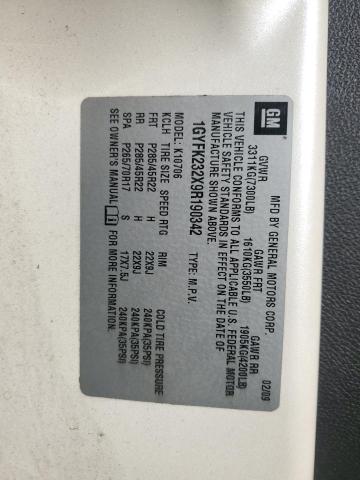 GM
MFD BY GENERAL MOTORS CORP. 02/09
GVWR GAWR FRT GAWR RR
3311KG(7300LB) 1610KG(3550LB) 1905KG(4200LB)
THIS VEHICLE CONFORMS TO ALL APPLICABLE U.S. FEDERAL MOTOR
VEHICLE SAFETY STANDARDS IN EFFECT ON THE DATE OF
MANUFACTURE SHOWN ABOVE.
1GYFK232X9R190342 TYPE: M.P.V.
MODEL: K10706
KCLH TIRE SIZE SPEED RTG RIM COLD TIRE PRESSURE
FRT P285/45R22 H 22X9J 240KPA(35PSI)
RR P285/45R22 H 22X9J 240KPA(35PSI)
SPA P265/70R17 S 17X7.5J 240KPA(35PSI)
SEE OWNER'S MANUAL i FOR MORE INFORMATION.